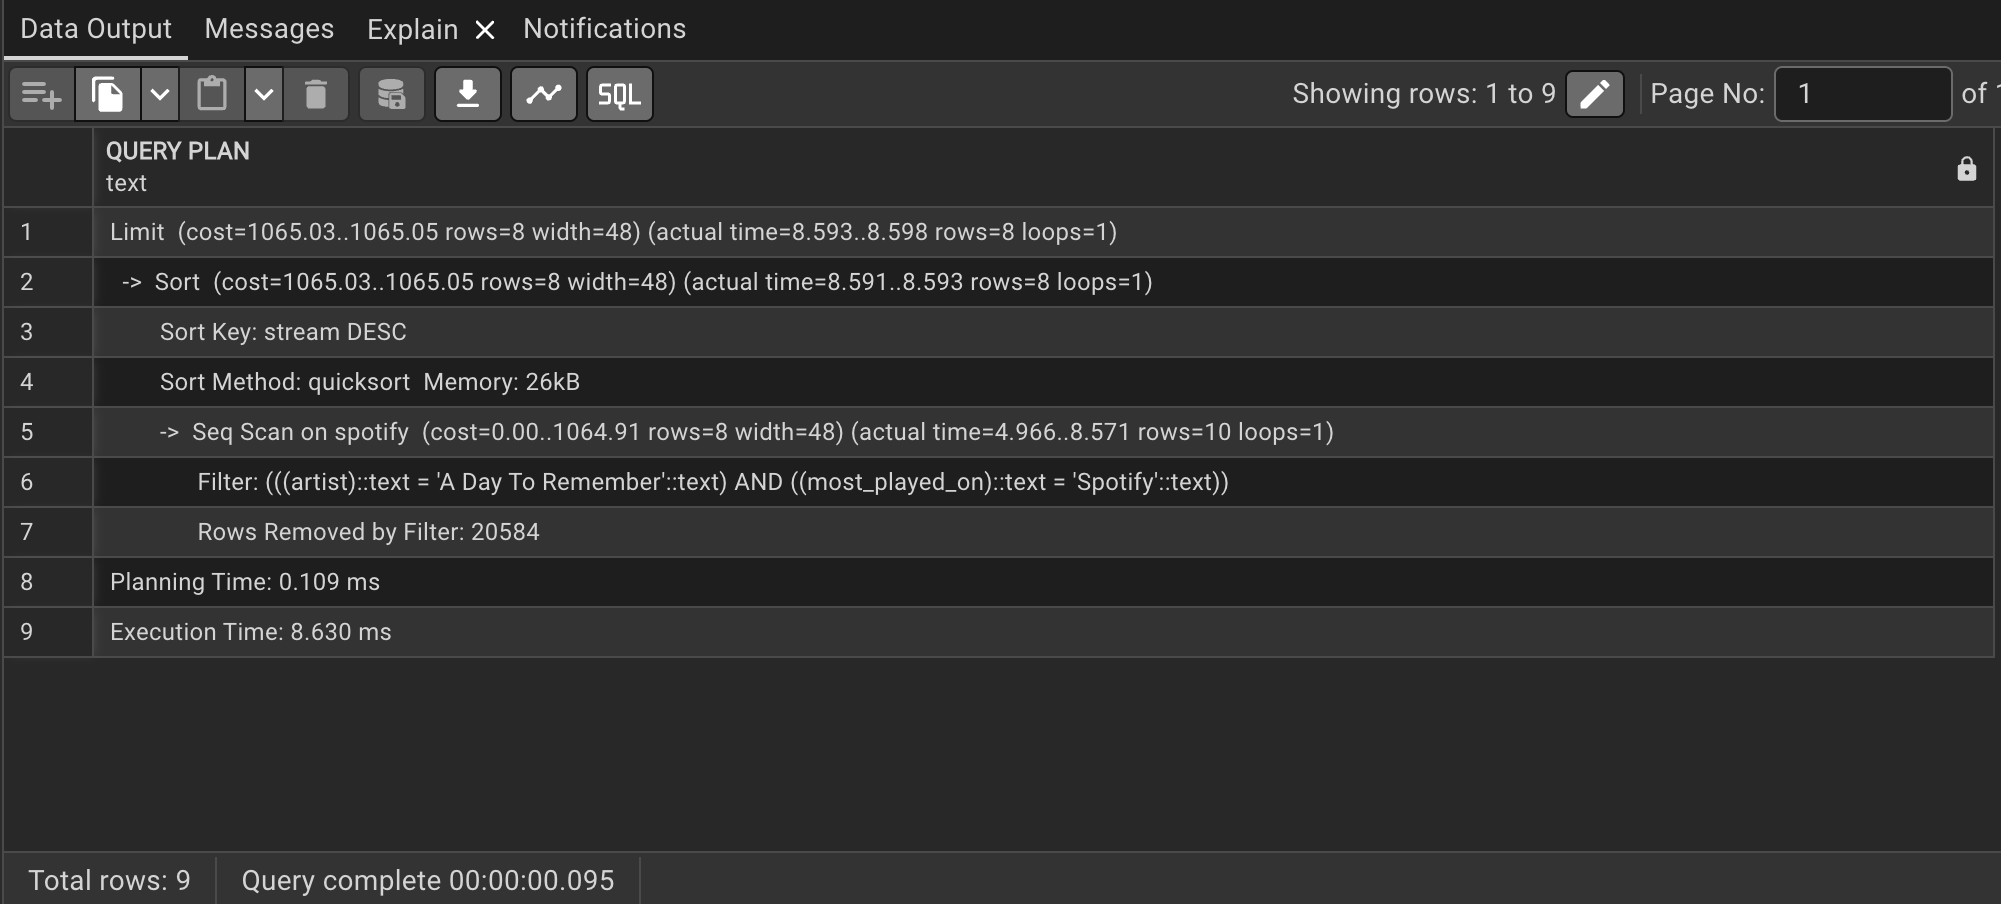 Data Output Messages Explain Notifications
SQL Showing rows: 1 to 9 Page No: 1 of
QUERY PLAN
text
1 Limit (cost=1065.03..1065.05 rows=8 width=48) (actual time=8.593..8.598 rows=8 loops=1)
2 -> Sort (cost=1065.03..1065.05 rows=8 width=48) (actual time=8.591..8.593 rows=8 loops=1)
3 Sort Key: stream DESC
4 Sort Method: quicksort Memory: 26kB
5 -> Seq Scan on spotify (cost=0.00..1064.91 rows=8 width=48) (actual time=4.966..8.571 rows=10 loops=1)
6 Filter: (((artist)::text = 'A Day To Remember'::text) AND ((most_played_on)::text = 'Spotify'::text))
7 Rows Removed by Filter: 20584
8 Planning Time: 0.109 ms
9 Execution Time: 8.630 ms
Total rows: 9 Query complete 00:00:00.095